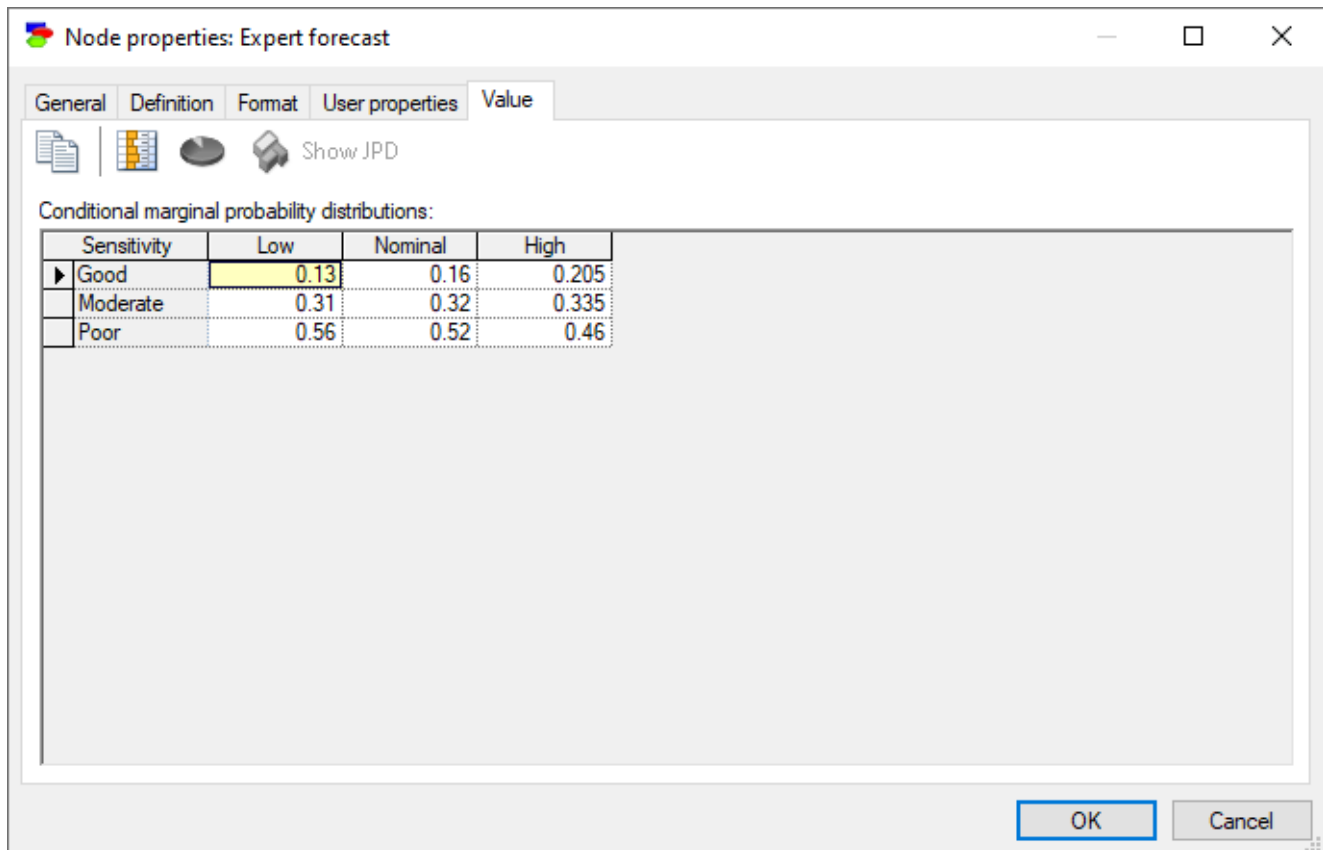 Node properties: Expert forecast
General Definition Format User properties Value
Show JPD
Conditional marginal probability distributions:
Sensitivity Low Nominal High
Good 0.13 0.16 0.205
Moderate 0.31 0.32 0.335
Poor 0.56 0.52 0.46
OK Cancel